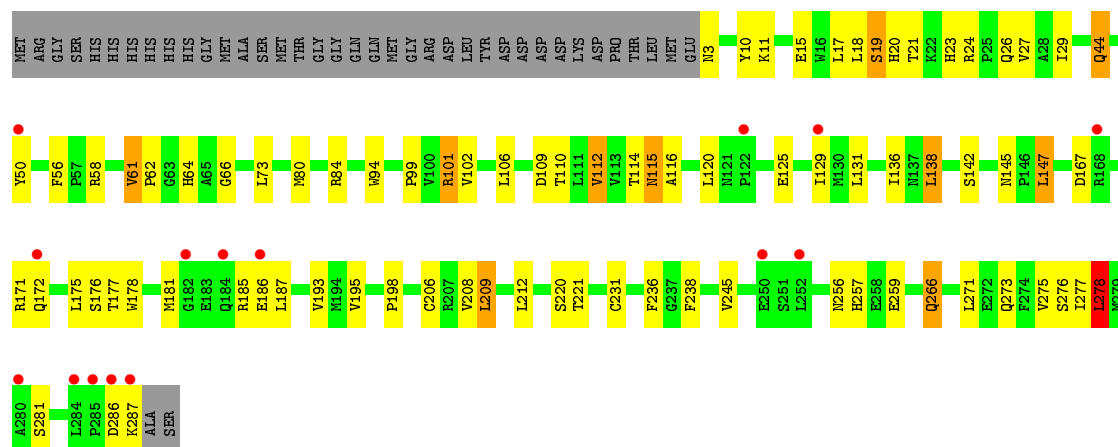 MET ARG GLY SER HIS HIS HIS HIS HIS HIS GLY MET ALA SER MET THR GLY GLY GLN GLN MET GLY ARG ASP LEU TYR ASP ASP ASP ASP LYS ASP PRO THR LEU MET GLU N3 Y10 K11 E15 W16 L17 L18 S19 H20 T21 K22 H23 R24 P25 Q26 V27 A28 I29 Q44
Y50 F56 P57 R58 V61 P62 G63 H64 A65 G66 L73 M80 R84 W94 P99 V100 R101 V102 L106 D109 T110 L111 V112 V113 T114 N115 A116 L120 N121 P122 E125 I129 M130 L131 I136 N137 L138 S142 N145 P146 L147 D167 R168
R171 Q172 L175 S176 T177 W178 M181 G182 E183 Q184 R185 E186 L187 V193 M194 V195 P198 C206 R207 V208 L209 L212 S220 T221 C231 F236 G237 F238 V245 E250 S251 L252 N256 H257 E258 E259 Q266 L271 E272 Q273 F274 V275 S276 I277 L278 M279
A280 S281 L284 P285 D286 K287 ALA SER